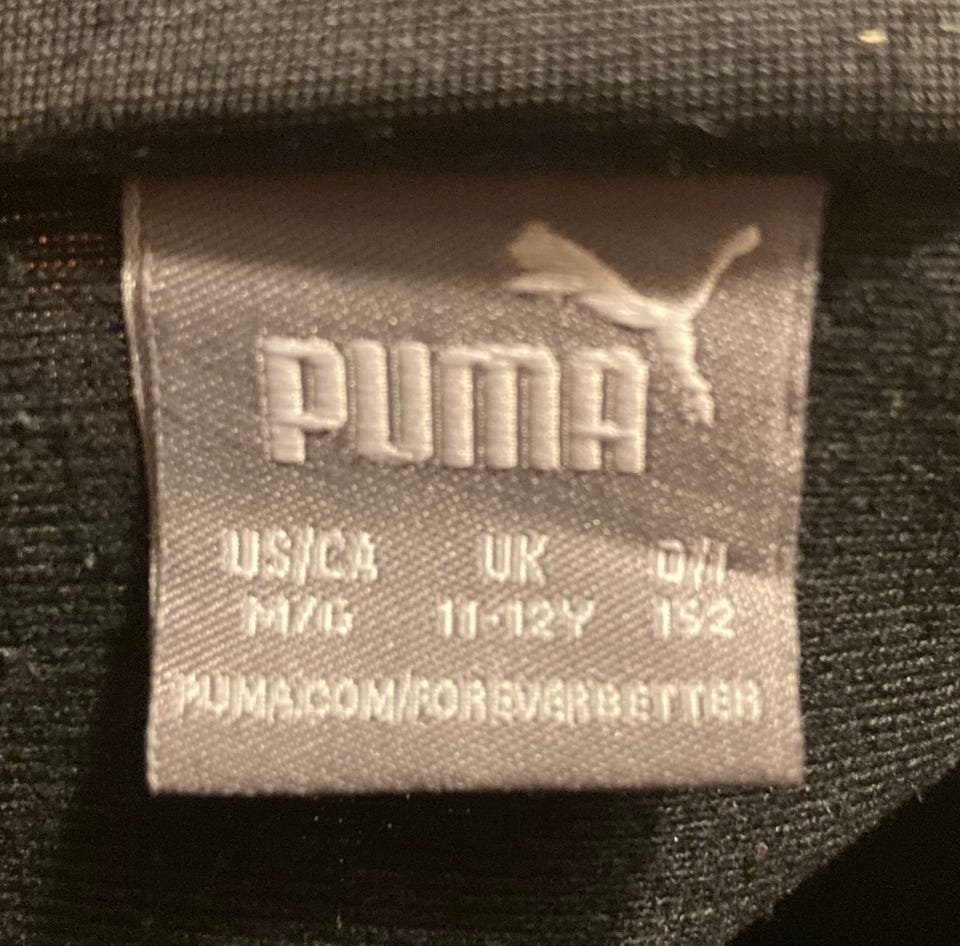 PUMA
US/CA UK D/I
M/G 11-12Y 152
PUMA.COM/FOREVERBETTER